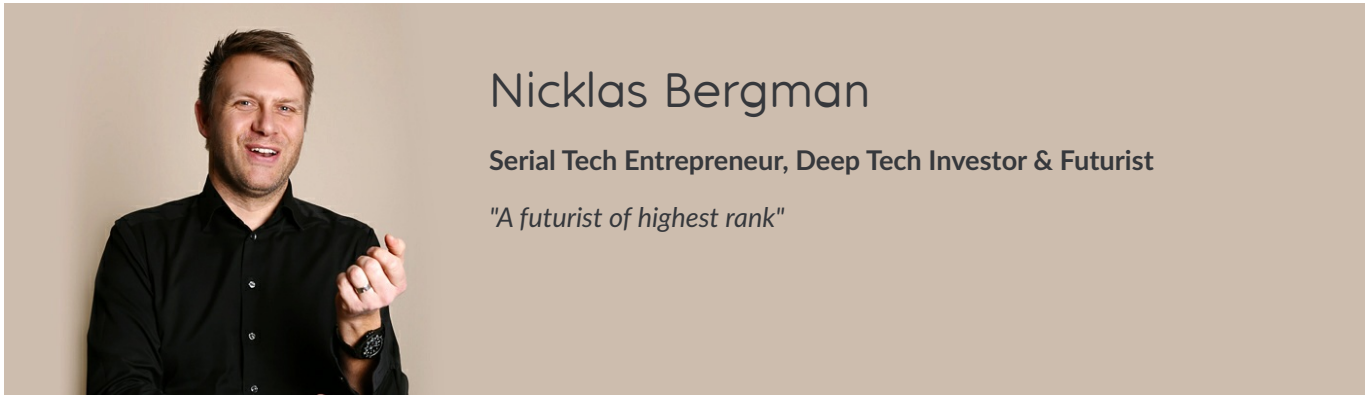 Nicklas Bergman
Serial Tech Entrepreneur, Deep Tech Investor & Futurist
"A futurist of highest rank"